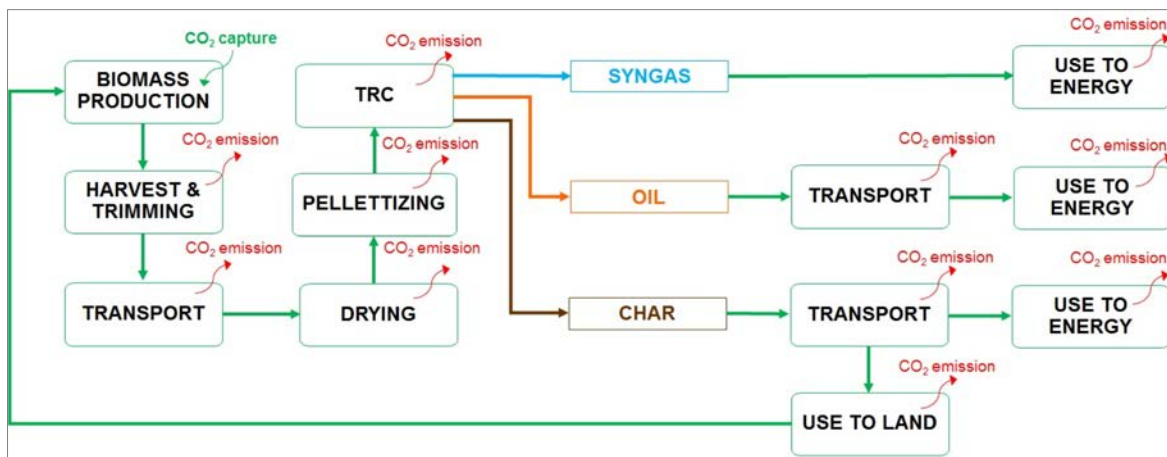 CO₂ capture
BIOMASS
PRODUCTION
CO₂ emission
HARVEST &
TRIMMING
CO₂ emission
TRANSPORT
CO₂ emission
DRYING
CO₂ emission
PELLETTIZING
CO₂ emission
TRC
SYNGAS
CO₂ emission
USE TO
ENERGY
OIL
CO₂ emission
TRANSPORT
CO₂ emission
USE TO
ENERGY
CHAR
CO₂ emission
TRANSPORT
CO₂ emission
USE TO
ENERGY
CO₂ emission
USE TO LAND